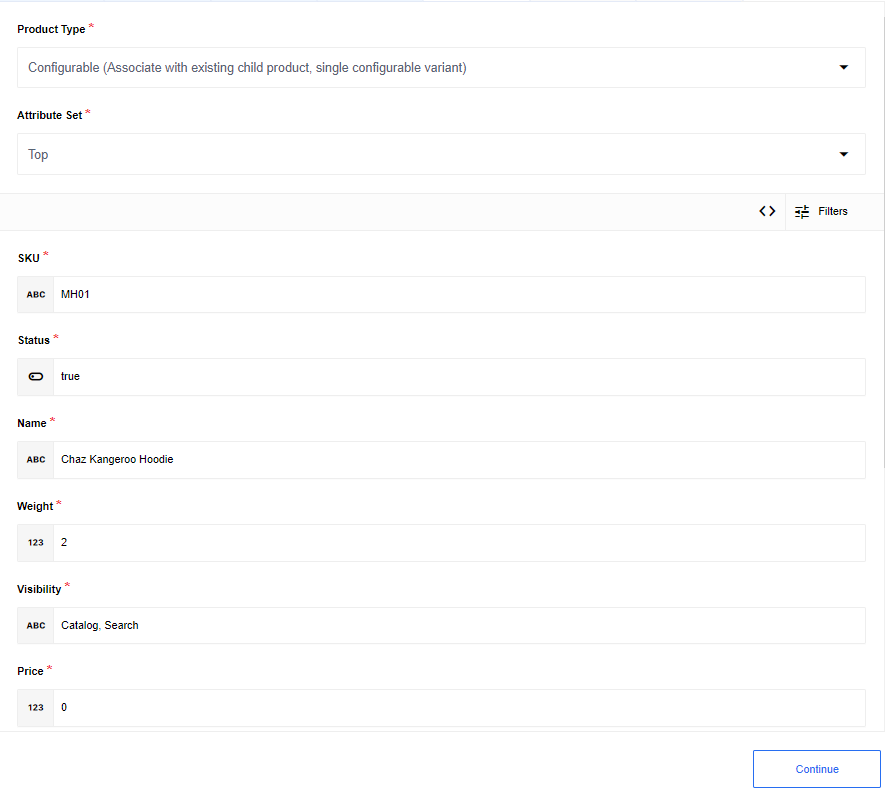 Product Type *
Configurable (Associate with existing child product, single configurable variant)
Attribute Set *
Top
<> Filters
SKU *
ABC MH01
Status *
true
Name *
ABC Chaz Kangeroo Hoodie
Weight *
123 2
Visibility *
ABC Catalog, Search
Price *
123 0
Continue